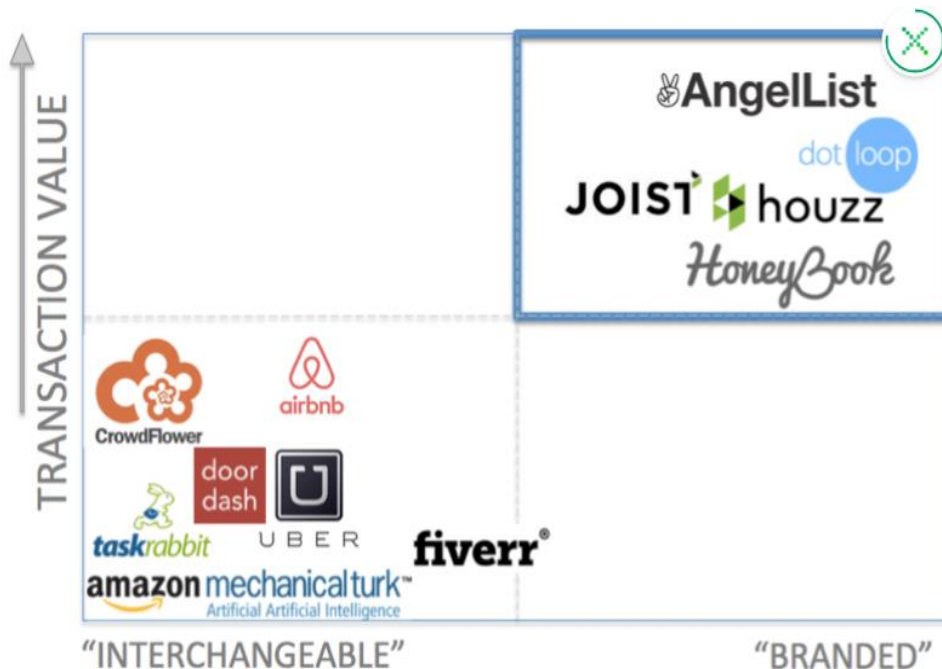 TRANSACTION VALUE
AngelList
dot loop
JOIST houzz
HoneyBook
CrowdFlower
airbnb
door
dash
UBER
taskrabbit
fiverr®
amazon mechanicalturk™
Artificial Artificial Intelligence
"INTERCHANGEABLE"
"BRANDED"